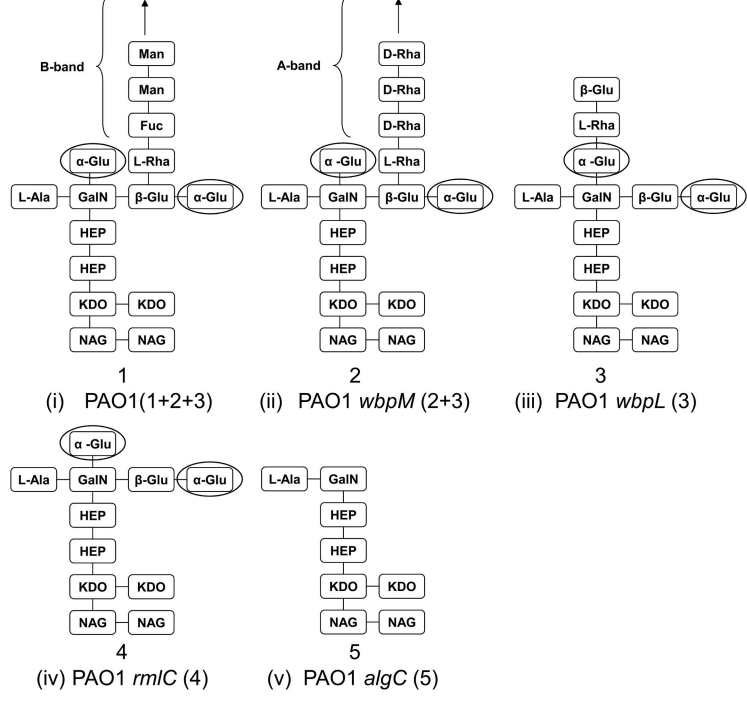 Man
D-Rha
B-band
Man
A-band
D-Rha
β-Glu
Fuc
D-Rha
L-Rha
α-Glu
L-Rha
α -Glu
L-Rha
α -Glu
L-Ala GalN β-Glu α-Glu
L-Ala GalN β-Glu α-Glu
L-Ala GalN β-Glu α-Glu
HEP
HEP
HEP
HEP
HEP
HEP
KDO KDO
KDO KDO
KDO KDO
NAG NAG
NAG NAG
NAG NAG
1
2
3
(i) PAO1(1+2+3)
(ii) PAO1 wbpM (2+3)
(iii) PAO1 wbpL (3)
α -Glu
L-Ala GalN β-Glu α-Glu
L-Ala GalN
HEP
HEP
HEP
HEP
KDO KDO
KDO KDO
NAG NAG
NAG NAG
4
5
(iv) PAO1 rmlC (4)
(v) PAO1 algC (5)